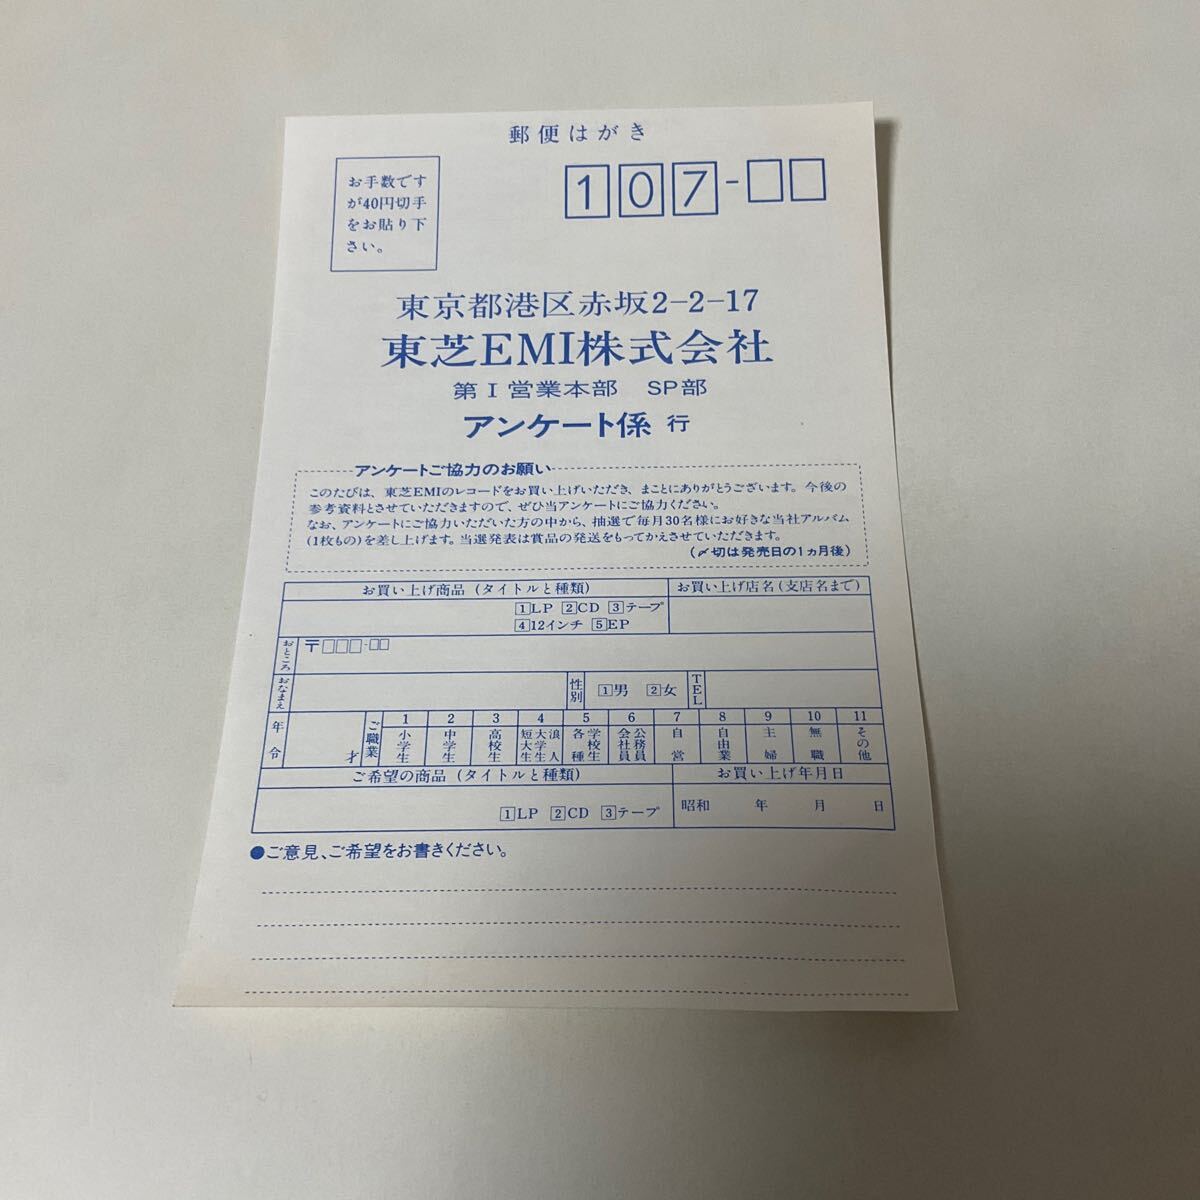 郵便はがき
お手数です
が40円切手
をお貼り下
さい。
107-□□
東京都港区赤坂2-2-17
東芝EMI株式会社
第Ⅰ営業本部 SP部
アンケート係 行
アンケートご協力のお願い
このたびは、東芝EMIのレコードをお買い上げいただき、まことにありがとうございます。今後の
参考資料とさせていただきますので、ぜひ当アンケートにご協力ください。
なお、アンケートにご協力いただいた方の中から、抽選で毎月30名様にお好きな当社アルバム
(1枚もの)を差し上げます。当選発表は賞品の発送をもってかえさせていただきます。
(〆切は発売日の1ヵ月後)
お買い上げ商品(タイトルと種類) お買い上げ店名(支店名まで)
1LP 2CD 3テープ
412インチ 5EP
おところ 〒□□□-□□
おなまえ 性別 1男 2女 TEL
年令 才 ご職業
1 小学生
2 中学生
3 高校生
4 短大生 大学生 浪人
5 各種 学校生
6 会社員 公務員
7 自営
8 自由業
9 主婦
10 無職
11 その他
ご希望の商品(タイトルと種類) お買い上げ年月日
1LP 2CD 3テープ 昭和 年 月 日
●ご意見、ご希望をお書きください。